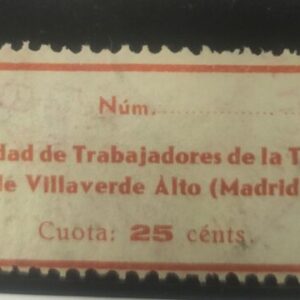 Núm.
dad de Trabajadores de la T
de Villaverde Alto (Madrid
Cuota: 25 cénts.